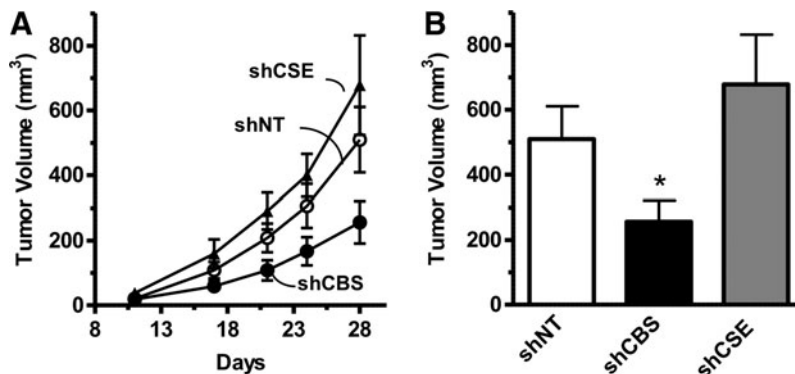 A
Tumor Volume (mm³)
800
600
400
200
0
shCSE
shNT
shCBS
8 13 18 23 28
Days
B
Tumor Volume (mm³)
800
600
400
200
0
*
shNT
shCBS
shCSE